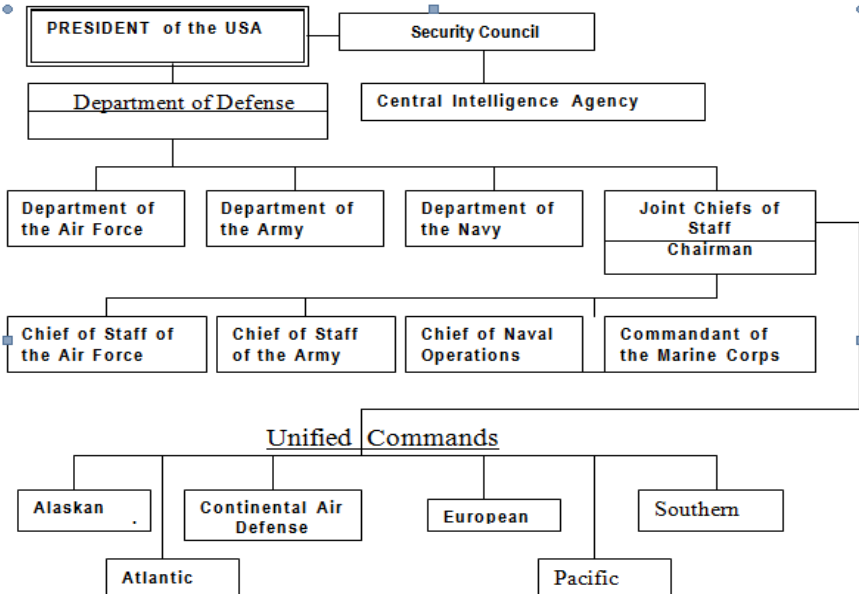 PRESIDENT of the USA
Security Council
Department of Defense
Central Intelligence Agency
Department of
the Air Force
Department of
the Army
Department of
the Navy
Joint Chiefs of
Staff
Chairman
Chief of Staff of
the Air Force
Chief of Staff
of the Army
Chief of Naval
Operations
Commandant of
the Marine Corps
Unified Commands
Alaskan .
Continental Air
Defense
European
Southern
Atlantic
Pacific